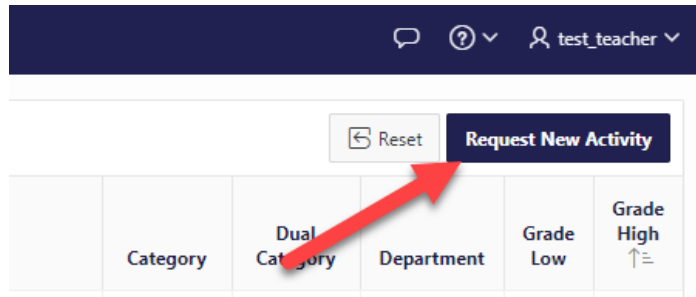 test_teacher
Reset
Request New Activity
Category
Dual
Category
Department
Grade
Low
Grade
High